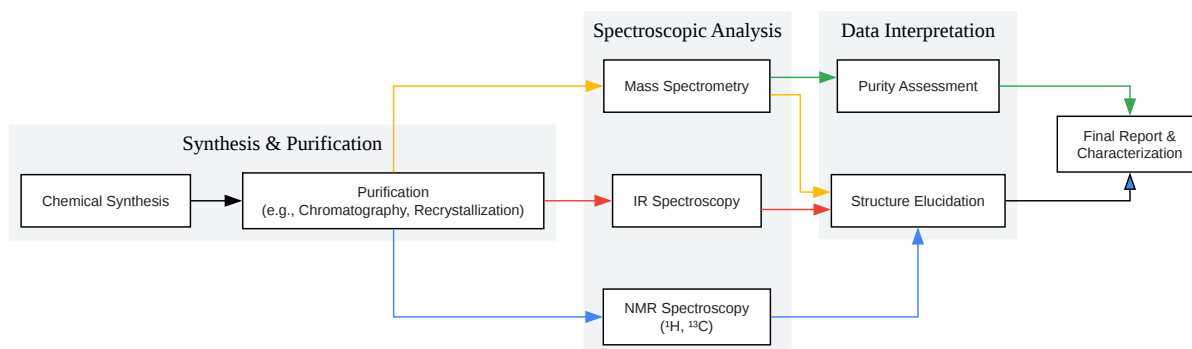 Spectroscopic Analysis
Data Interpretation
Mass Spectrometry
Purity Assessment
Final Report &
Characterization
Synthesis & Purification
Chemical Synthesis
Purification
(e.g., Chromatography, Recrystallization)
IR Spectroscopy
Structure Elucidation
NMR Spectroscopy
(¹H, ¹³C)